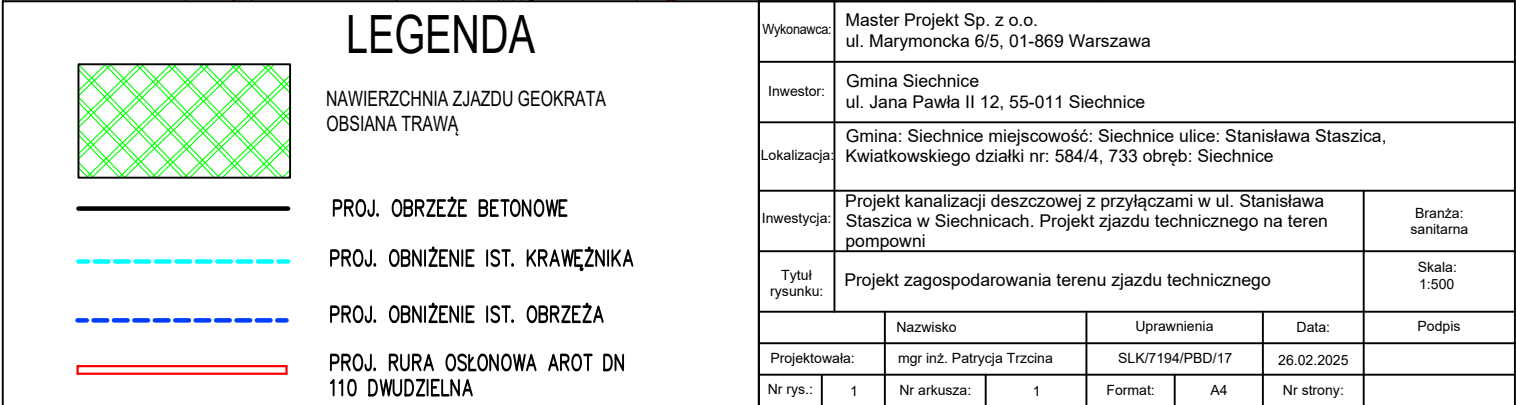 LEGENDA
NAWIERZCHNIA ZJAZDU GEOKRATA
OBSIANA TRAWĄ
PROJ. OBRZEŻE BETONOWE
PROJ. OBNIŻENIE IST. KRAWĘŻNIKA
PROJ. OBNIŻENIE IST. OBRZEŻA
PROJ. RURA OSŁONOWA AROT DN
110 DWUDZIELNA
Wykonawca:
Master Projekt Sp. z o.o.
ul. Marymoncka 6/5, 01-869 Warszawa
Inwestor:
Gmina Siechnice
ul. Jana Pawła II 12, 55-011 Siechnice
Lokalizacja:
Gmina: Siechnice miejscowość: Siechnice ulice: Stanisława Staszica,
Kwiatkowskiego działki nr: 584/4, 733 obręb: Siechnice
Inwestycja:
Projekt kanalizacji deszczowej z przyłączami w ul. Stanisława
Staszica w Siechnicach. Projekt zjazdu technicznego na teren
pompowni
Branża:
sanitarna
Tytuł
rysunku:
Projekt zagospodarowania terenu zjazdu technicznego
Skala:
1:500
Nazwisko Uprawnienia Data: Podpis
Projektowała: mgr inż. Patrycja Trzcina SLK/7194/PBD/17 26.02.2025
Nr rys.: 1 Nr arkusza: 1 Format: A4 Nr strony: